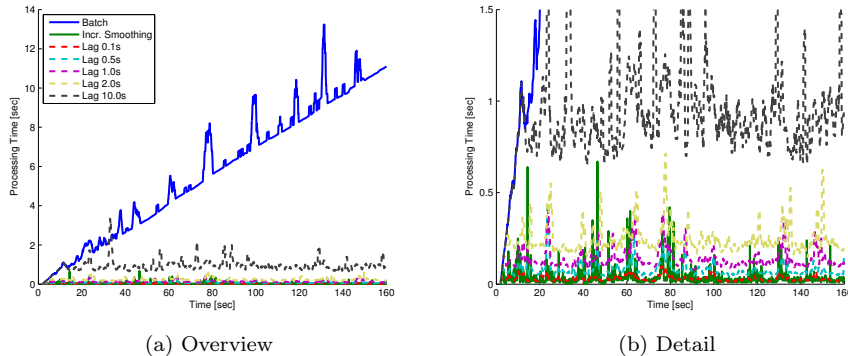 14
12
10
8
6
4
2
0
Processing Time [sec]
Batch
Incr. Smoothing
Lag 0.1s
Lag 0.5s
Lag 1.0s
Lag 2.0s
Lag 10.0s
0 20 40 60 80 100 120 140 160
Time [sec]
(a) Overview
1.5
1
0.5
0
Processing Time [sec]
0 20 40 60 80 100 120 140 160
Time [sec]
(b) Detail